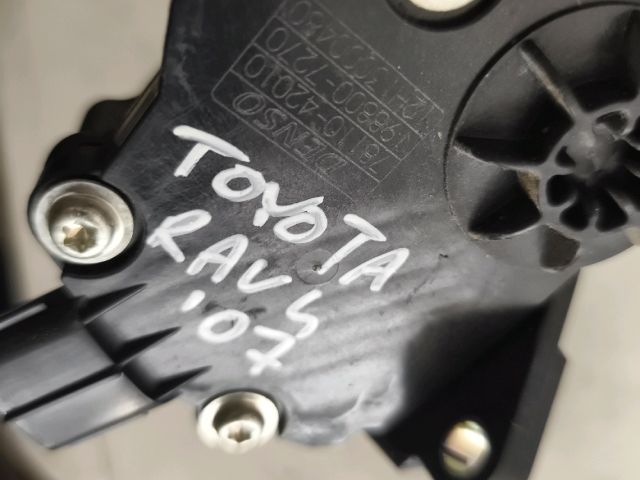 DENSO
78110-42010
198800-7270
TOYOTA
RAV4
'07